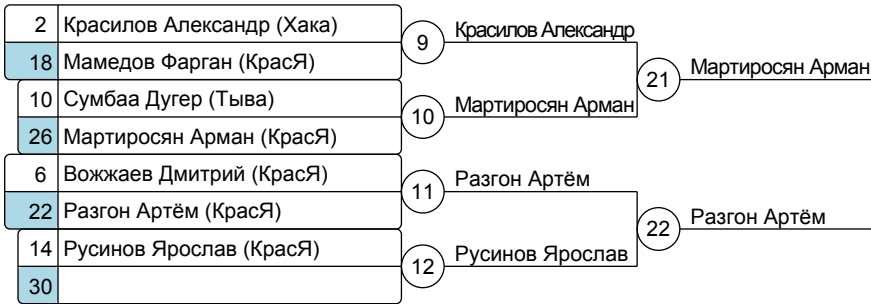 2 Красилов Александр (Хака)
18 Мамедов Фарган (КрасЯ)
10 Сумбаа Дугер (Тыва)
26 Мартиросян Арман (КрасЯ)
6 Вожжаев Дмитрий (КрасЯ)
22 Разгон Артём (КрасЯ)
14 Русинов Ярослав (КрасЯ)
30
9 Красилов Александр
10 Мартиросян Арман
11 Разгон Артём
12 Русинов Ярослав
21 Мартиросян Арман
22 Разгон Артём